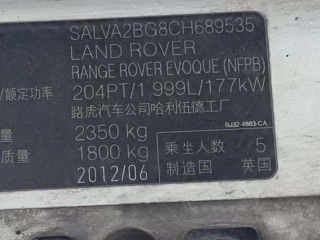 SALVA2BG8CH689535
LAND ROVER
RANGE ROVER EVOQUE (NFPB)
/额定功率 204PT/1.999L/177kW
路虎汽车公司哈利伍德工厂
BJ32-4883-CA
2350 kg
质量 1800 kg
2012/06
乘坐人数 5
制造国 英国